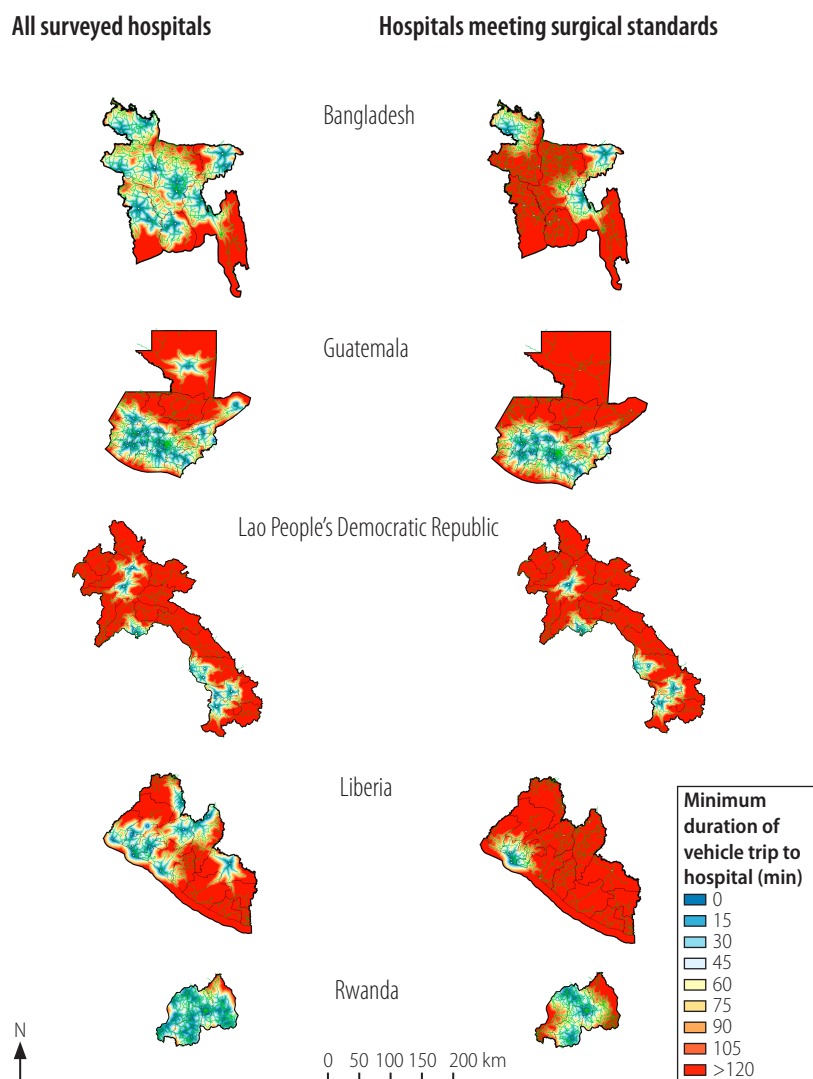 All surveyed hospitals
Hospitals meeting surgical standards
Bangladesh
Guatemala
Lao People's Democratic Republic
Liberia
Rwanda
Minimum
duration of
vehicle trip to
hospital (min)
0
15
30
45
60
75
90
105
>120
N
0 50 100 150 200 km